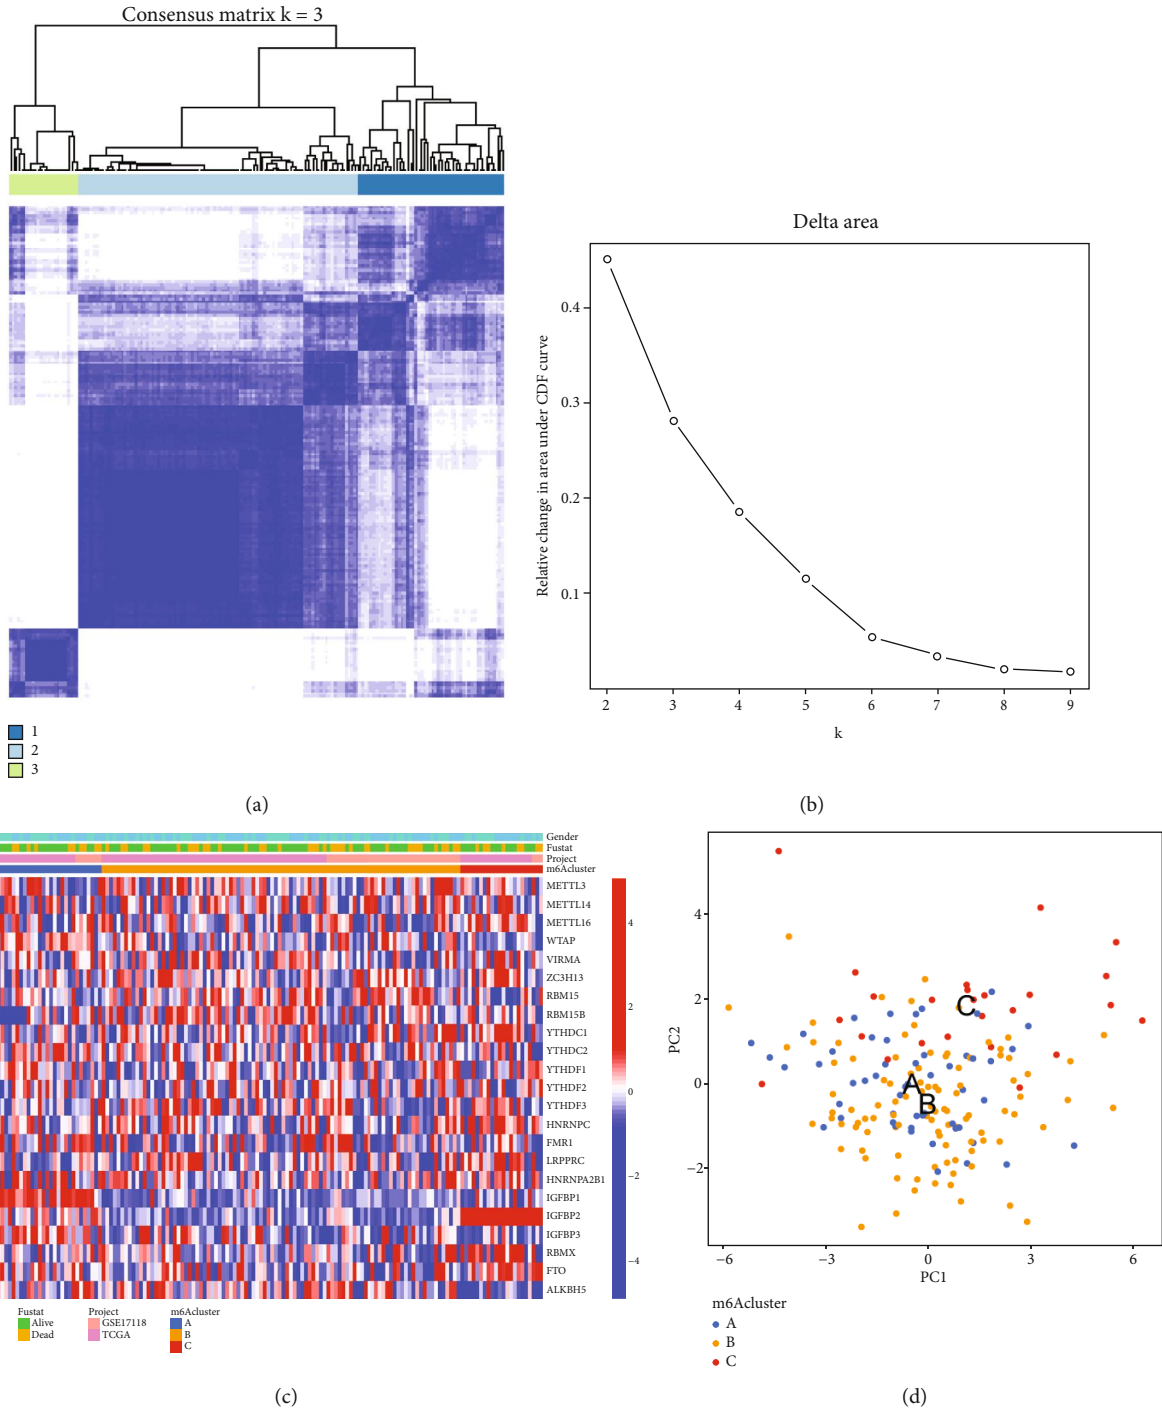 Consensus matrix k = 3
1
2
3
(a)
Delta area
Relative change in area under CDF curve
0.4
0.3
0.2
0.1
2 3 4 5 6 7 8 9
k
(b)
Gender
Fustat
Project
m6Acluster
METTL3
METTL14
METTL16
WTAP
VIRMA
ZC3H13
RBM15
RBM15B
YTHDC1
YTHDC2
YTHDF1
YTHDF2
YTHDF3
HNRNPC
FMR1
LRPPRC
HNRNPA2B1
IGFBP1
IGFBP2
IGFBP3
RBMX
FTO
ALKBH5
4
2
0
−2
−4
Fustat
Alive
Dead
Project
GSE17118
TCGA
m6Acluster
A
B
C
(c)
PC2
4
2
0
−2
C
A
B
−6 −3 0 3 6
PC1
m6Acluster
A
B
C
(d)